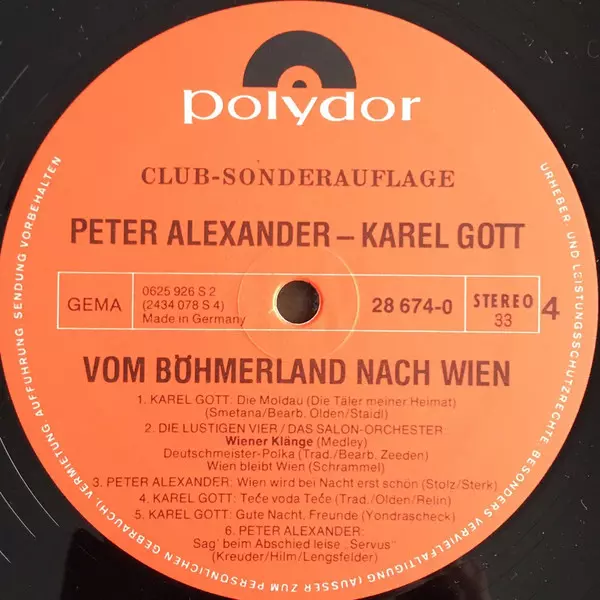 polydor
CLUB-SONDERAUFLAGE
PETER ALEXANDER – KAREL GOTT
GEMA
0625 926 S 2
(2434 078 S 4)
Made in Germany
28 674-0
STEREO
33
4
VOM BÖHMERLAND NACH WIEN
1. KAREL GOTT: Die Moldau (Die Täler meiner Heimat)
(Smetana/Bearb. Olden/Staidl)
2. DIE LUSTIGEN VIER / DAS SALON-ORCHESTER:
Wiener Klänge (Medley)
Deutschmeister-Polka (Trad./Bearb. Zeeden)
Wien bleibt Wien (Schrammel)
3. PETER ALEXANDER: Wien wird bei Nacht erst schön (Stolz/Sterk)
4. KAREL GOTT: Teče voda Teče (Trad./Olden/Relin)
5. KAREL GOTT: Gute Nacht, Freunde (Yondrascheck)
6. PETER ALEXANDER:
Sag' beim Abschied leise „Servus"
(Kreuder/Hilm/Lengsfelder)
URHEBER- UND LEISTUNGSSCHUTZRECHTE, BESONDERS VERVIELFÄLTIGUNG (AUSSER ZUM PERSÖNLICHEN GEBRAUCH), VERMIETUNG AUFFÜHRUNG, SENDUNG VORBEHALTEN